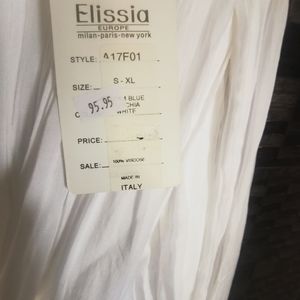 Elissia
EUROPE
milan-paris-new york
STYLE: A17F01
SIZE: S - XL
95.95
BLUE
WHITE
PRICE:
SALE: 100% VISCOSE
MADE IN
ITALY